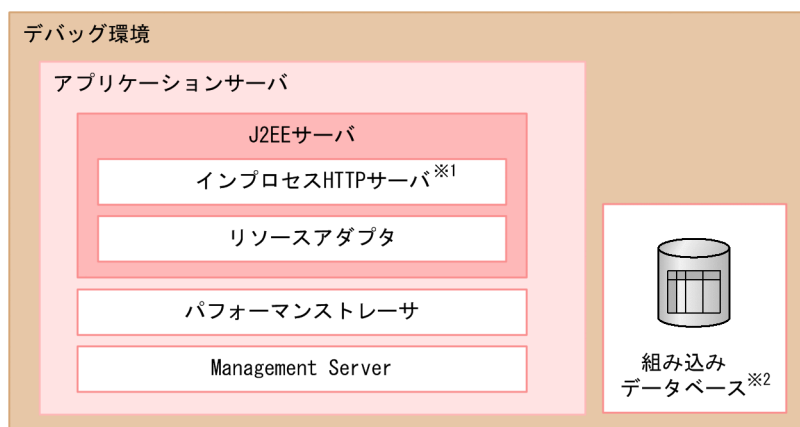 デバッグ環境
アプリケーションサーバ
J2EEサーバ
インプロセスHTTPサーバ※1
リソースアダプタ
パフォーマンストレーサ
Management Server
組み込み
データベース※2